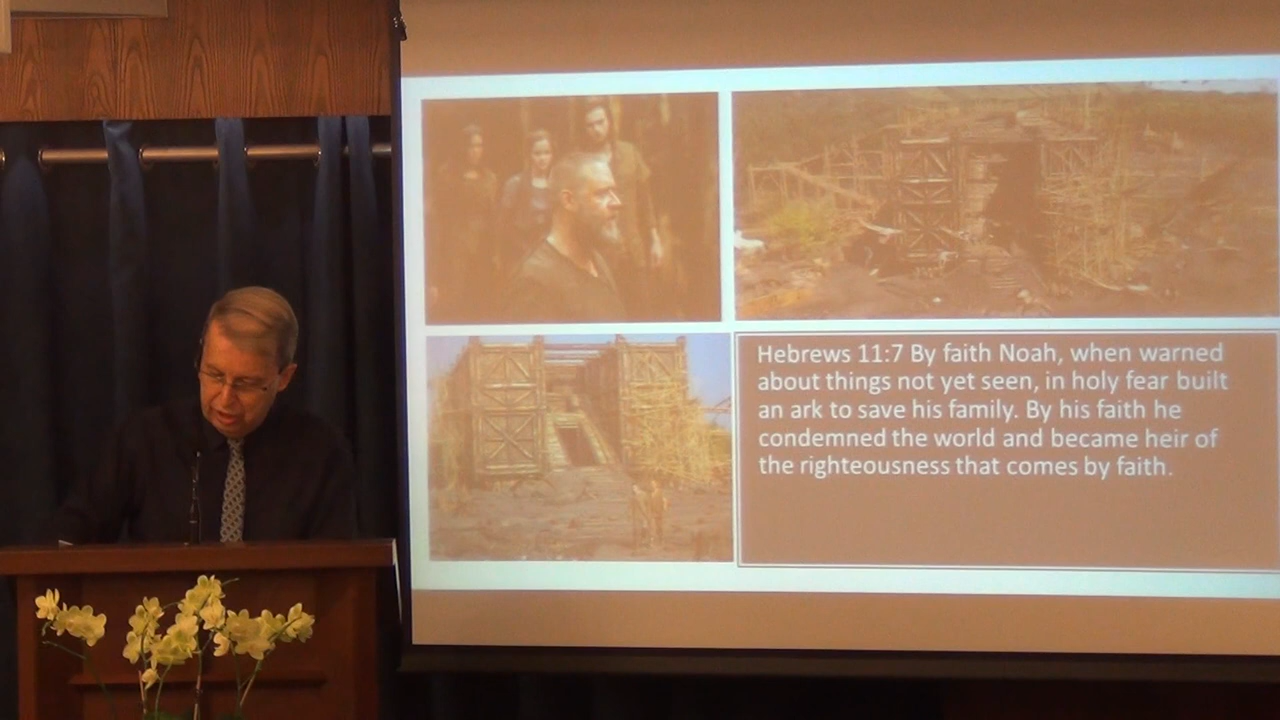 Hebrews 11:7 By faith Noah, when warned
about things not yet seen, in holy fear built
an ark to save his family. By his faith he
condemned the world and became heir of
the righteousness that comes by faith.